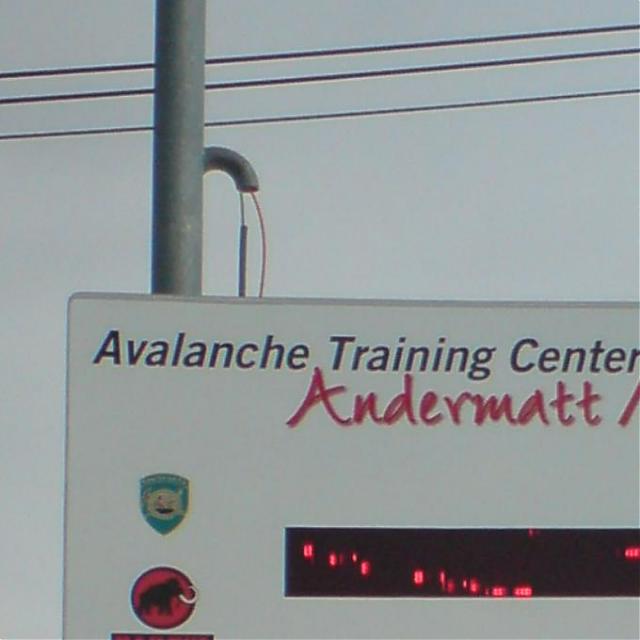 Avalanche Training Center
Andermatt /